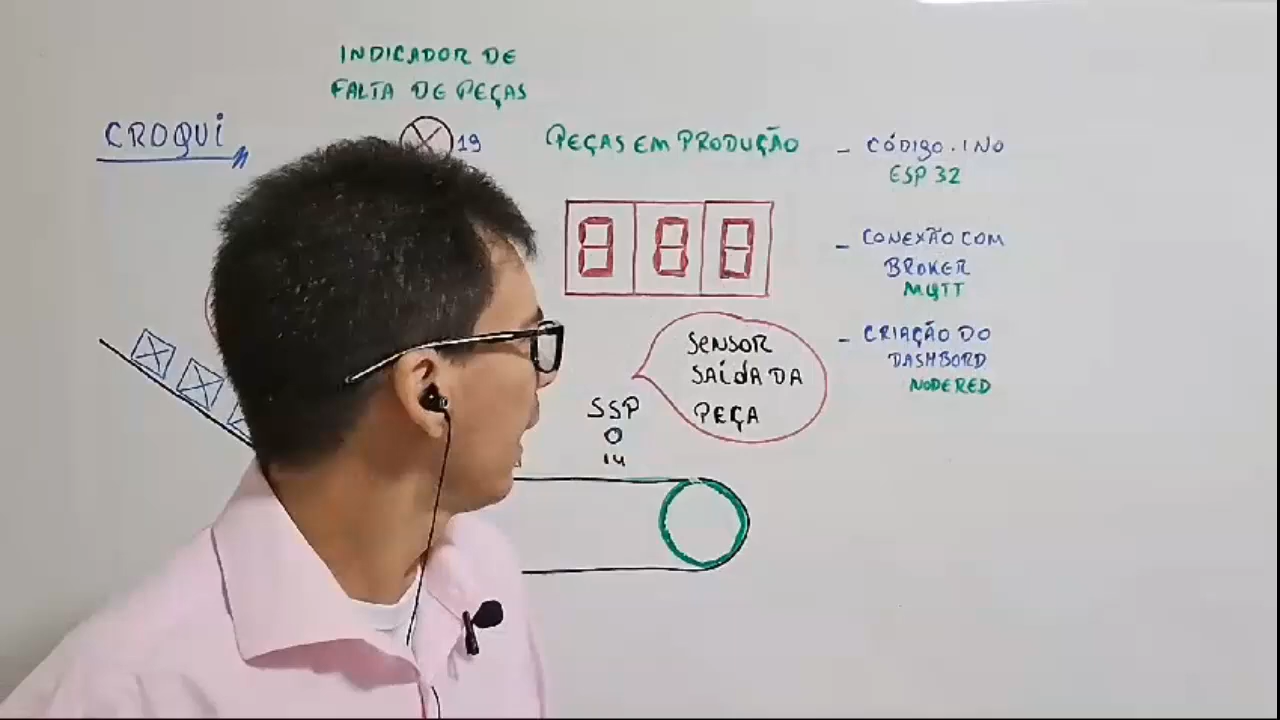 INDICADOR DE
FALTA DE PEÇAS
CROQUI
19
PEÇAS EM PRODUÇÃO
888
SENSOR
SAÍDA DA
PEÇA
SSP
14
- CÓDIGO.INO
ESP 32
- CONEXÃO COM
BROKER
MQTT
- CRIAÇÃO DO
DASHBORD
NODERED